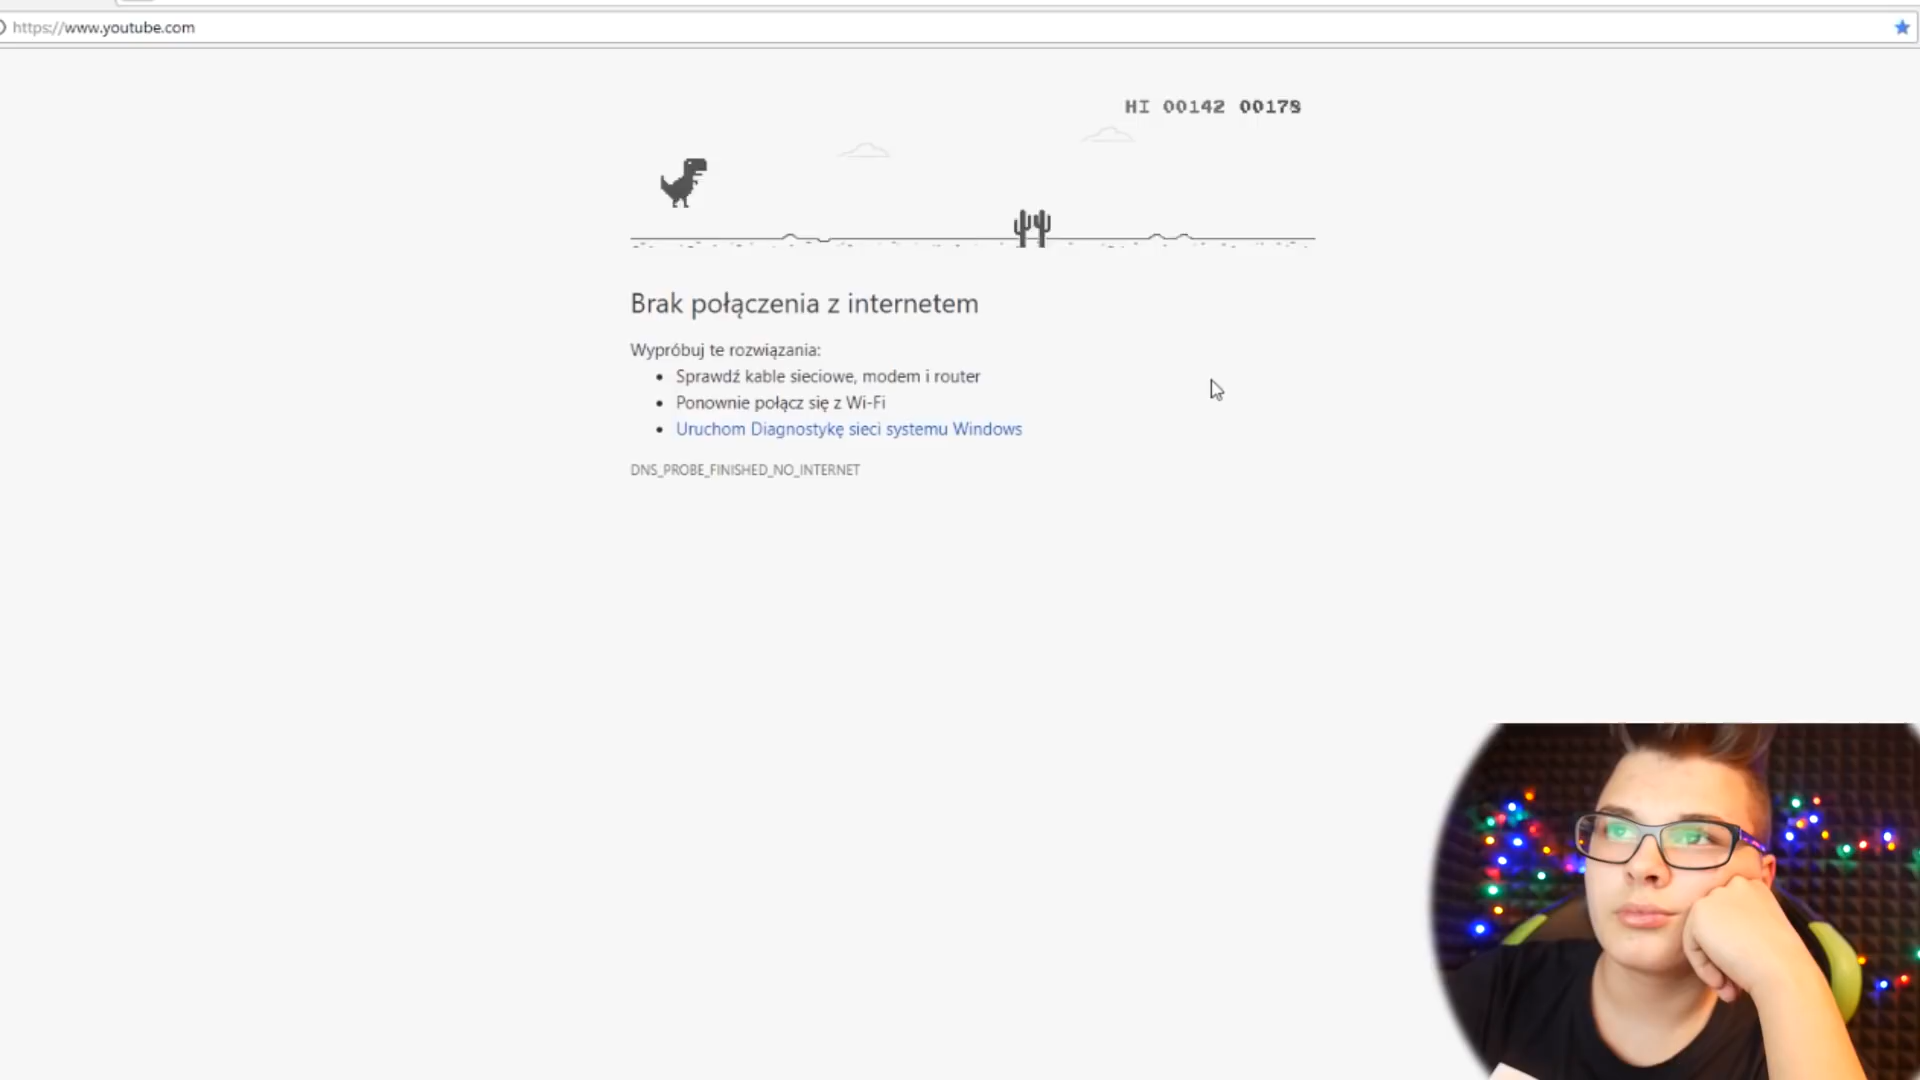 https://www.youtube.com
HI 00142 00178
Brak połączenia z internetem
Wypróbuj te rozwiązania:
Sprawdź kable sieciowe, modem i router
Ponownie połącz się z Wi-Fi
Uruchom Diagnostykę sieci systemu Windows
DNS_PROBE_FINISHED_NO_INTERNET